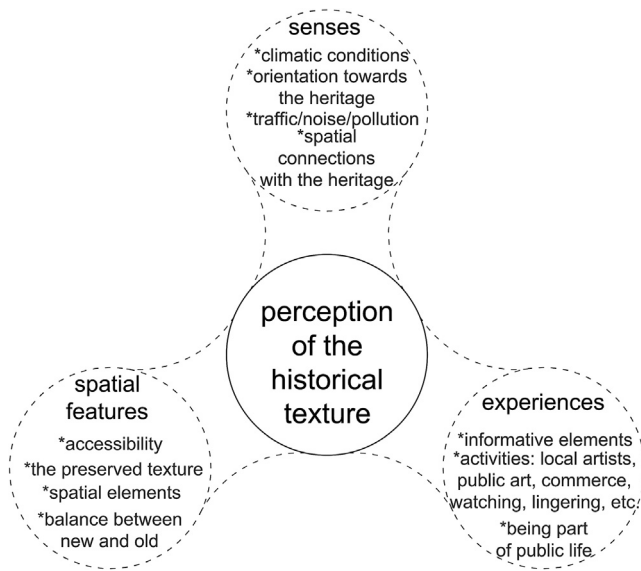 senses
*climatic conditions
*orientation towards
the heritage
*traffic/noise/pollution
*spatial
connections
with the heritage
perception
of the
historical
texture
spatial
features
*accessibility
*the preserved texture
*spatial elements
*balance between
new and old
experiences
*informative elements
*activities: local artists,
public art, commerce,
watching, lingering, etc.
*being part
of public life